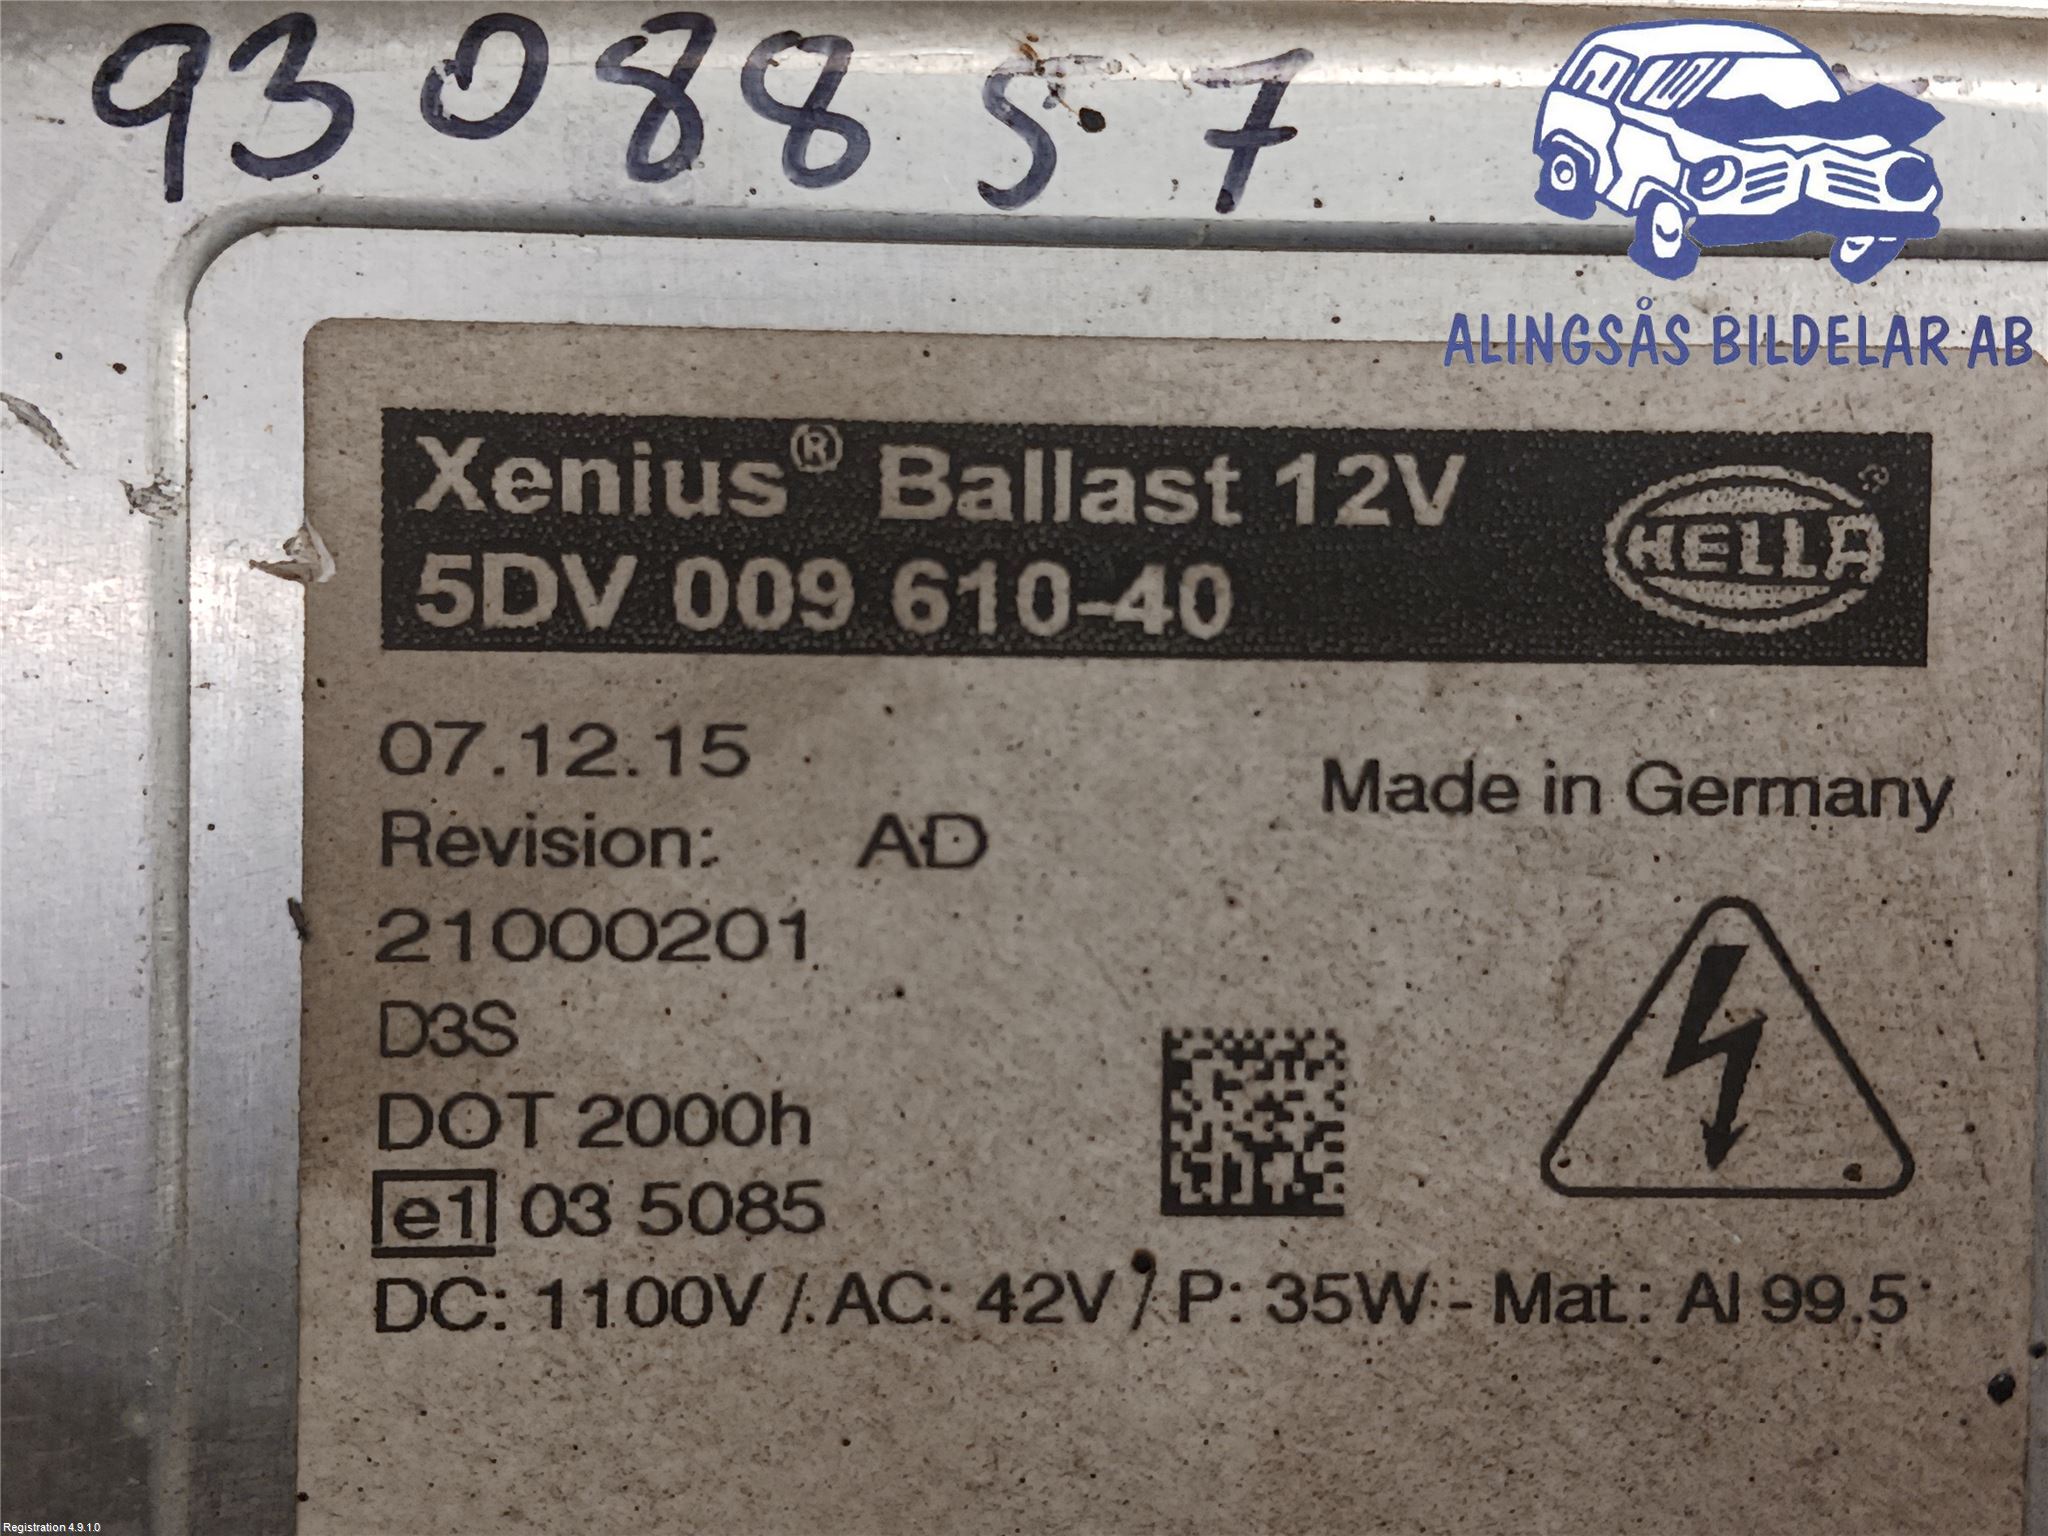 9308857
ALINGSÅS BILDELAR AB
Xenius® Ballast 12V
5DV 009 610-40
HELLA®
07.12.15
Made in Germany
Revision: AD
21000201
D3S
DOT 2000h
e1 03 5085
DC: 1100V / AC: 42V / P: 35W - Mat.: Al 99.5
Registration 4.9.1.0